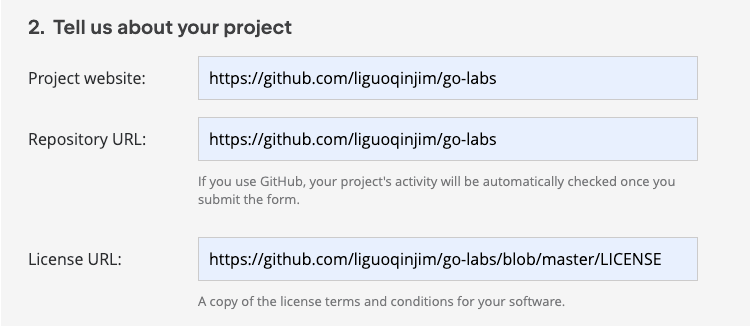 2. Tell us about your project
Project website: https://github.com/liguoqinjim/go-labs
Repository URL: https://github.com/liguoqinjim/go-labs
If you use GitHub, your project's activity will be automatically checked once you
submit the form.
License URL: https://github.com/liguoqinjim/go-labs/blob/master/LICENSE
A copy of the license terms and conditions for your software.